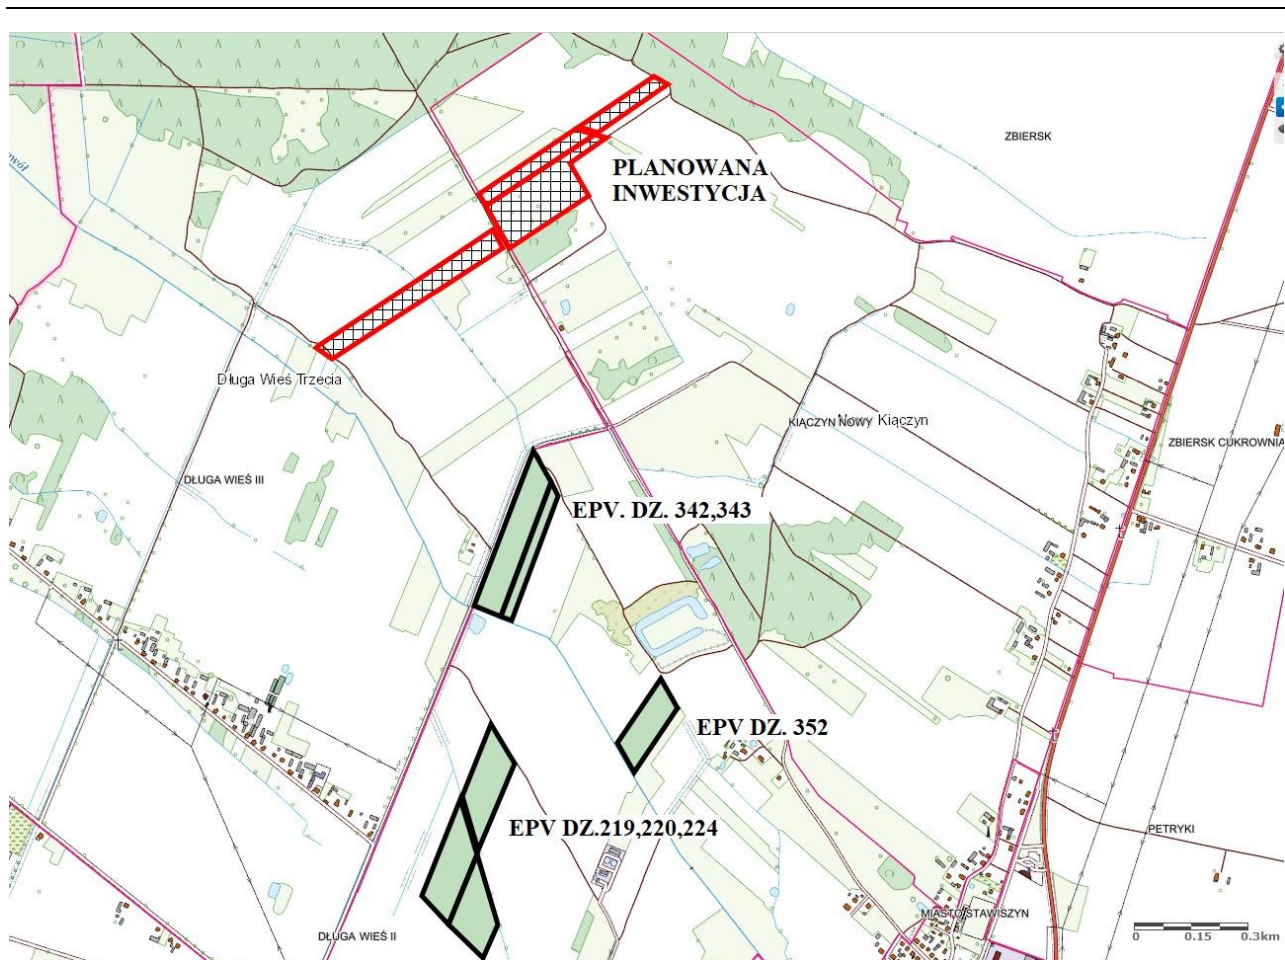 ZBIERSK
PLANOWANA
INWESTYCJA
Długa Wieś Trzecia
KIĄCZYN NOWY
Nowy Kiączyn
ZBIERSK CUKROWNIA
DŁUGA WIEŚ III
EPV. DZ. 342,343
EPV DZ. 352
EPV DZ.219,220,224
PETRYKI
MIASTO STAWISZYN
DŁUGA WIEŚ II
0 0.15 0.3km